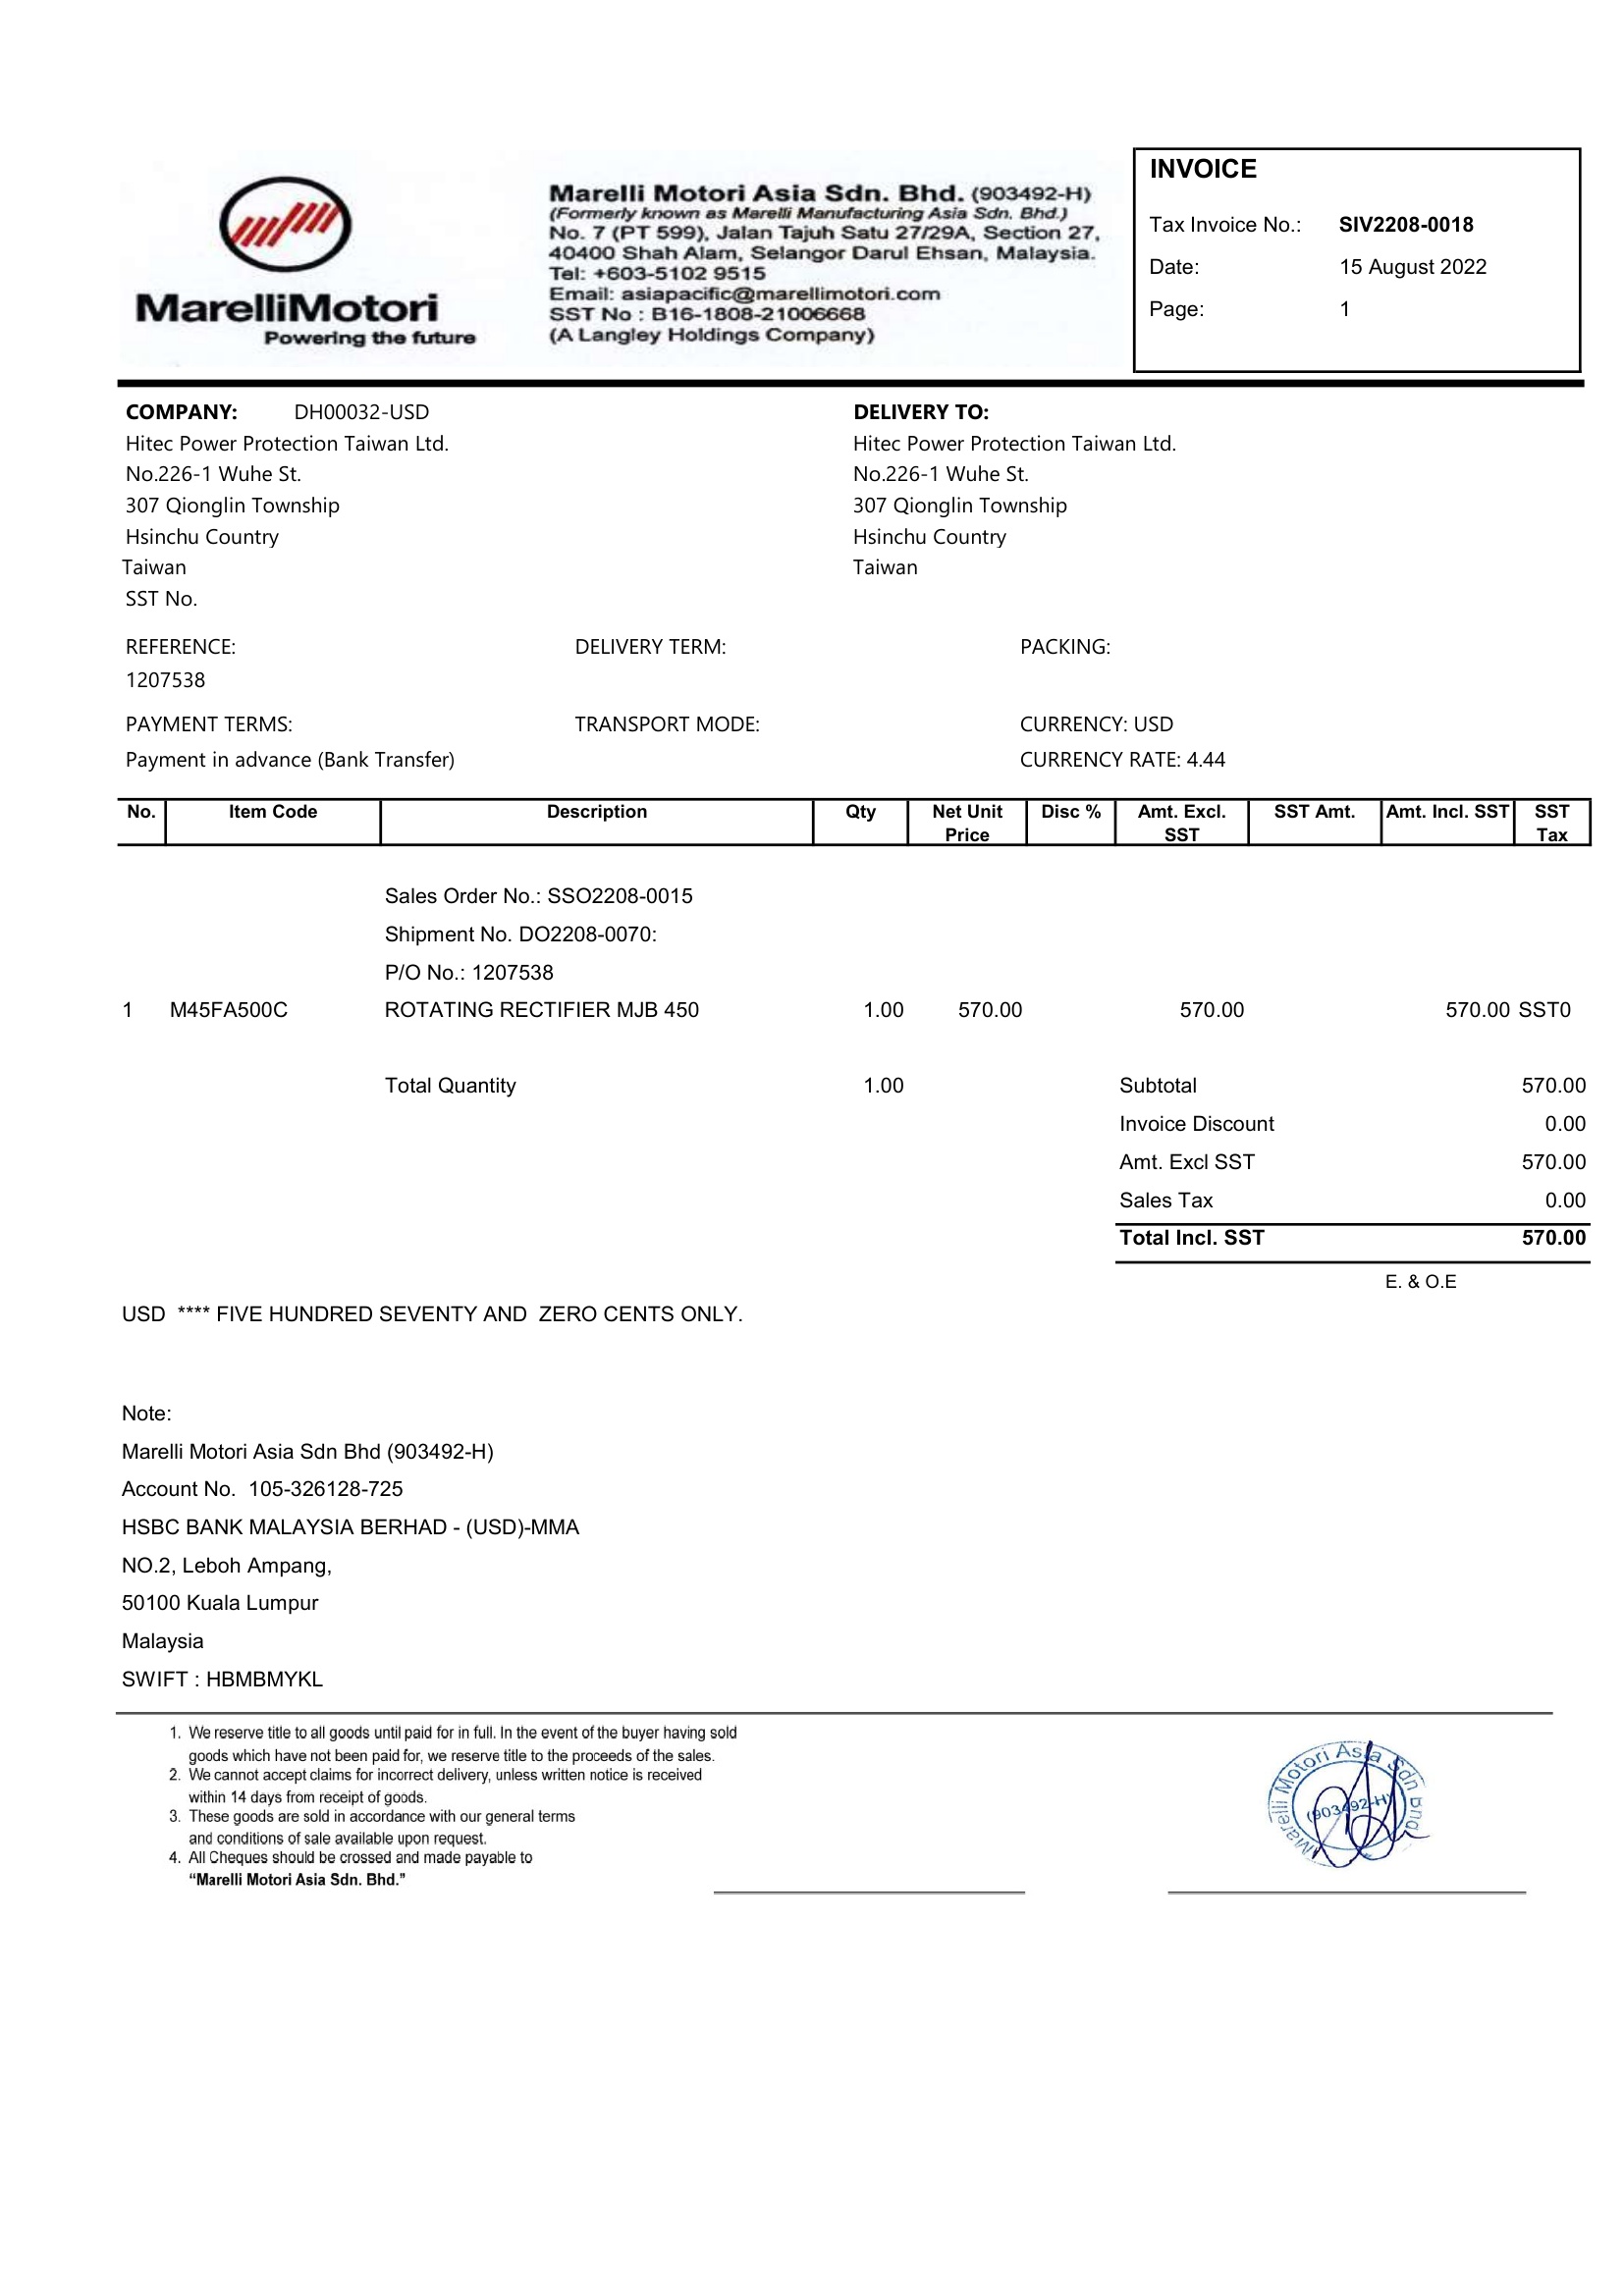 MarelliMotori
Powering the future
Marelli Motori Asia Sdn. Bhd. (903492-H)
(Formerly known as Marelli Manufacturing Asia Sdn. Bhd.)
No. 7 (PT 599), Jalan Tajuh Satu 27/29A, Section 27,
40400 Shah Alam, Selangor Darul Ehsan, Malaysia.
Tel: +603-5102 9515
Email: asiapacific@marellimotori.com
SST No : B16-1808-21006668
(A Langley Holdings Company)
INVOICE
Tax Invoice No.: SIV2208-0018
Date: 15 August 2022
Page: 1
COMPANY: DH00032-USD
Hitec Power Protection Taiwan Ltd.
No.226-1 Wuhe St.
307 Qionglin Township
Hsinchu Country
Taiwan
SST No.
DELIVERY TO:
Hitec Power Protection Taiwan Ltd.
No.226-1 Wuhe St.
307 Qionglin Township
Hsinchu Country
Taiwan
REFERENCE: DELIVERY TERM: PACKING:
1207538
PAYMENT TERMS: TRANSPORT MODE: CURRENCY: USD
Payment in advance (Bank Transfer) CURRENCY RATE: 4.44
No. Item Code Description Qty Net Unit Price Disc % Amt. Excl. SST SST Amt. Amt. Incl. SST SST Tax
Sales Order No.: SSO2208-0015
Shipment No. DO2208-0070:
P/O No.: 1207538
1 M45FA500C ROTATING RECTIFIER MJB 450 1.00 570.00 570.00 570.00 SST0
Total Quantity 1.00 Subtotal 570.00
Invoice Discount 0.00
Amt. Excl SST 570.00
Sales Tax 0.00
Total Incl. SST 570.00
E. & O.E
USD **** FIVE HUNDRED SEVENTY AND ZERO CENTS ONLY.
Note:
Marelli Motori Asia Sdn Bhd (903492-H)
Account No. 105-326128-725
HSBC BANK MALAYSIA BERHAD - (USD)-MMA
NO.2, Leboh Ampang,
50100 Kuala Lumpur
Malaysia
SWIFT : HBMBMYKL
1. We reserve title to all goods until paid for in full. In the event of the buyer having sold
goods which have not been paid for, we reserve title to the proceeds of the sales.
2. We cannot accept claims for incorrect delivery, unless written notice is received
within 14 days from receipt of goods.
3. These goods are sold in accordance with our general terms
and conditions of sale available upon request.
4. All Cheques should be crossed and made payable to
“Marelli Motori Asia Sdn. Bhd.”
Marelli Motori Asia Sdn Bhd
(903492-H)